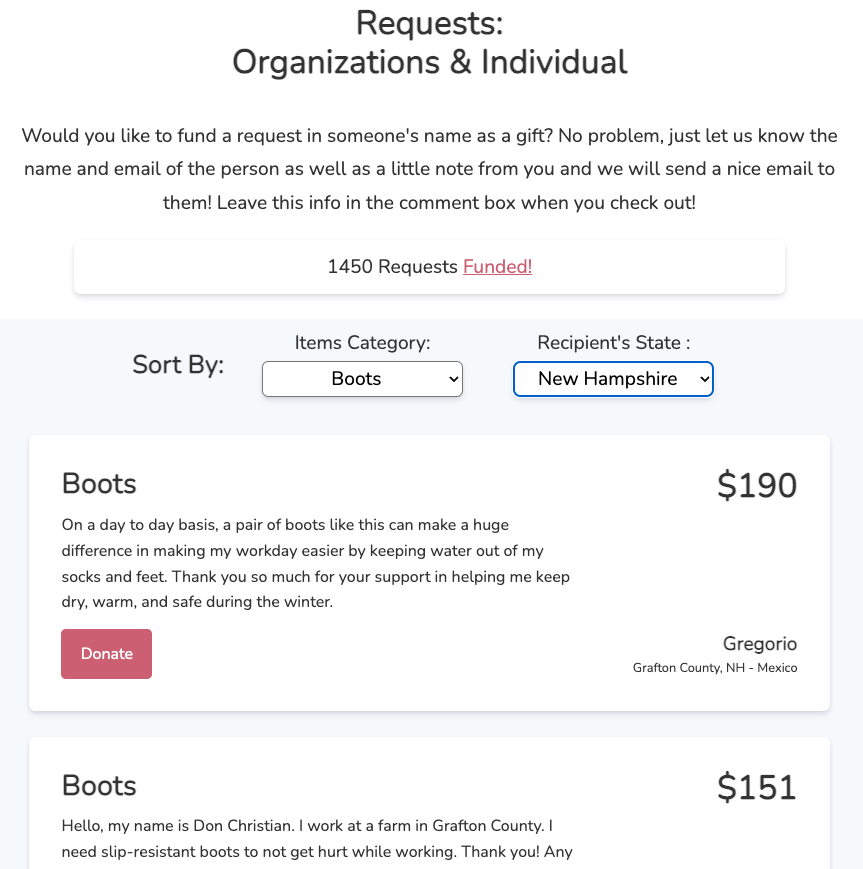 Requests:
Organizations & Individual
Would you like to fund a request in someone's name as a gift? No problem, just let us know the
name and email of the person as well as a little note from you and we will send a nice email to
them! Leave this info in the comment box when you check out!
1450 Requests Funded!
Sort By:
Items Category:
Boots
Recipient's State :
New Hampshire
Boots
$190
On a day to day basis, a pair of boots like this can make a huge
difference in making my workday easier by keeping water out of my
socks and feet. Thank you so much for your support in helping me keep
dry, warm, and safe during the winter.
Donate
Gregorio
Grafton County, NH - Mexico
Boots
$151
Hello, my name is Don Christian. I work at a farm in Grafton County. I
need slip-resistant boots to not get hurt while working. Thank you! Any